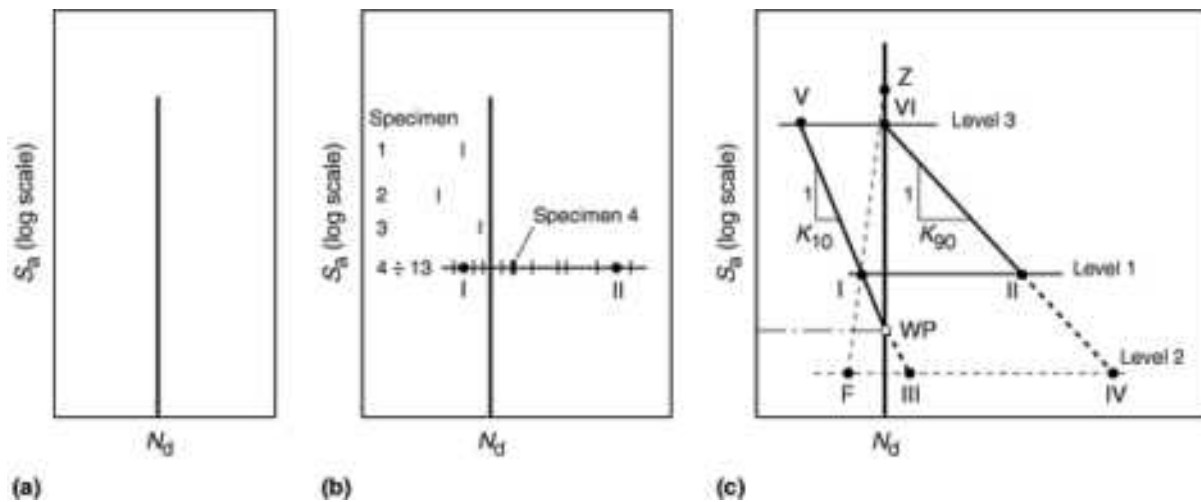 Sa (log scale)
Nd
(a)
Sa (log scale)
Specimen
1
2
3
4 ÷ 13
Specimen 4
I
II
Nd
(b)
Sa (log scale)
Z
V
VI
Level 3
1
K10
1
K90
I
II
Level 1
WP
Level 2
F
III
IV
Nd
(c)